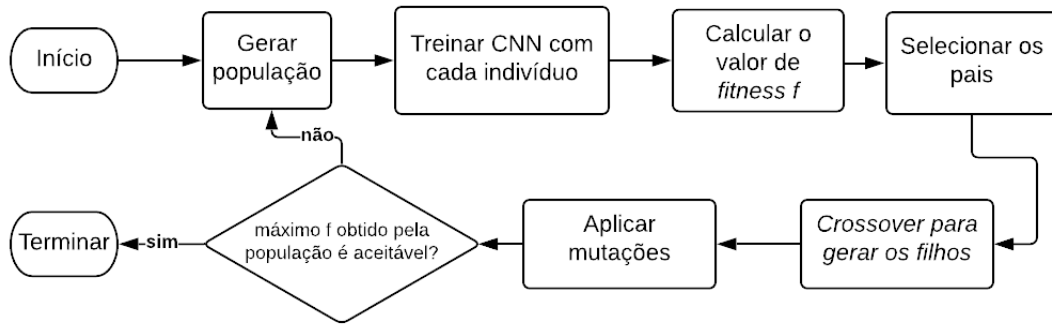 Início
Gerar
população
Treinar CNN com
cada indivíduo
Calcular o
valor de
fitness f
Selecionar os
pais
Crossover para
gerar os filhos
Aplicar
mutações
máximo f obtido pela
população é aceitável?
não
sim
Terminar